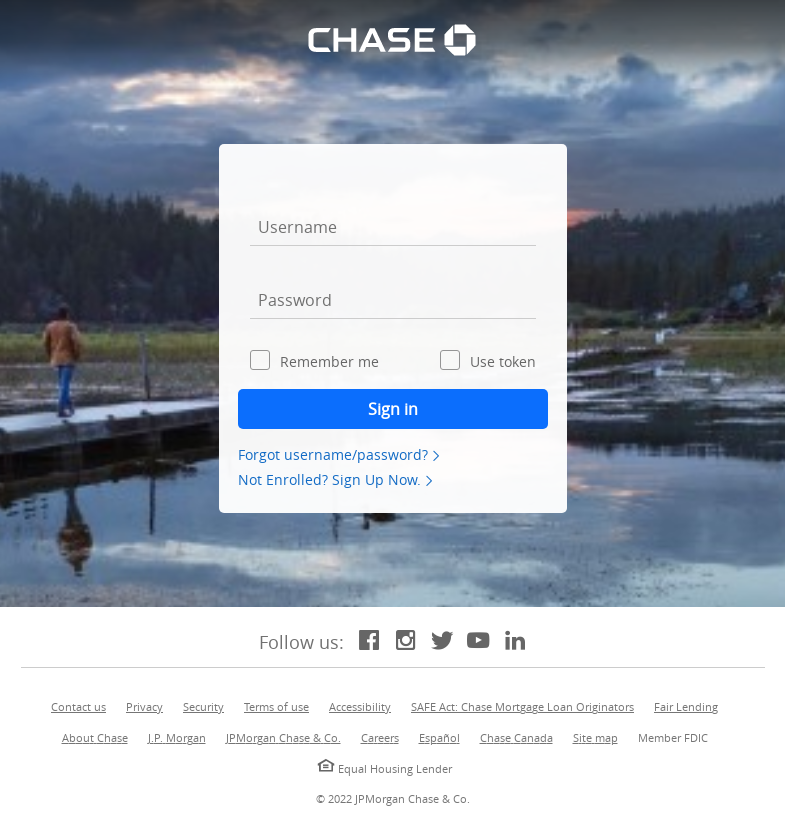 CHASE
Username
Password
Remember me Use token
Sign in
Forgot username/password?
Not Enrolled? Sign Up Now.
Follow us:
Contact us Privacy Security Terms of use Accessibility SAFE Act: Chase Mortgage Loan Originators Fair Lending
About Chase J.P. Morgan JPMorgan Chase & Co. Careers Español Chase Canada Site map Member FDIC
Equal Housing Lender
© 2022 JPMorgan Chase & Co.